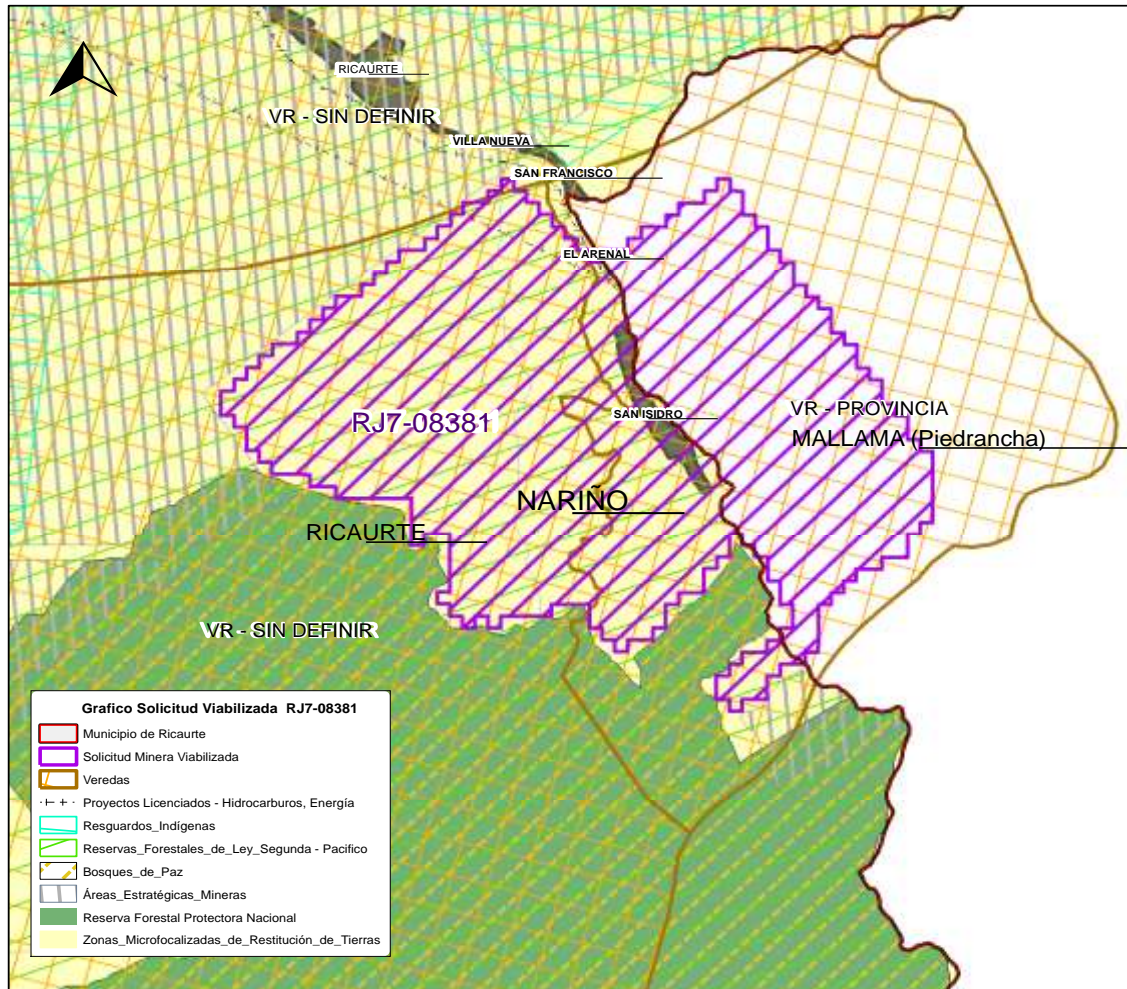 RICAURTE
VR - SIN DEFINIR
VILLA NUEVA
SAN FRANCISCO
EL ARENAL
RJ7-08381
SAN ISIDRO
VR - PROVINCIA
MALLAMA (Piedrancha)
NARIÑO
RICAURTE
VR - SIN DEFINIR
Grafico Solicitud Viabilizada RJ7-08381
Municipio de Ricaurte
Solicitud Minera Viabilizada
Veredas
Proyectos Licenciados - Hidrocarburos, Energía
Resguardos_Indígenas
Reservas_Forestales_de_Ley_Segunda - Pacifico
Bosques_de_Paz
Áreas_Estratégicas_Mineras
Reserva Forestal Protectora Nacional
Zonas_Microfocalizadas_de_Restitución_de_Tierras